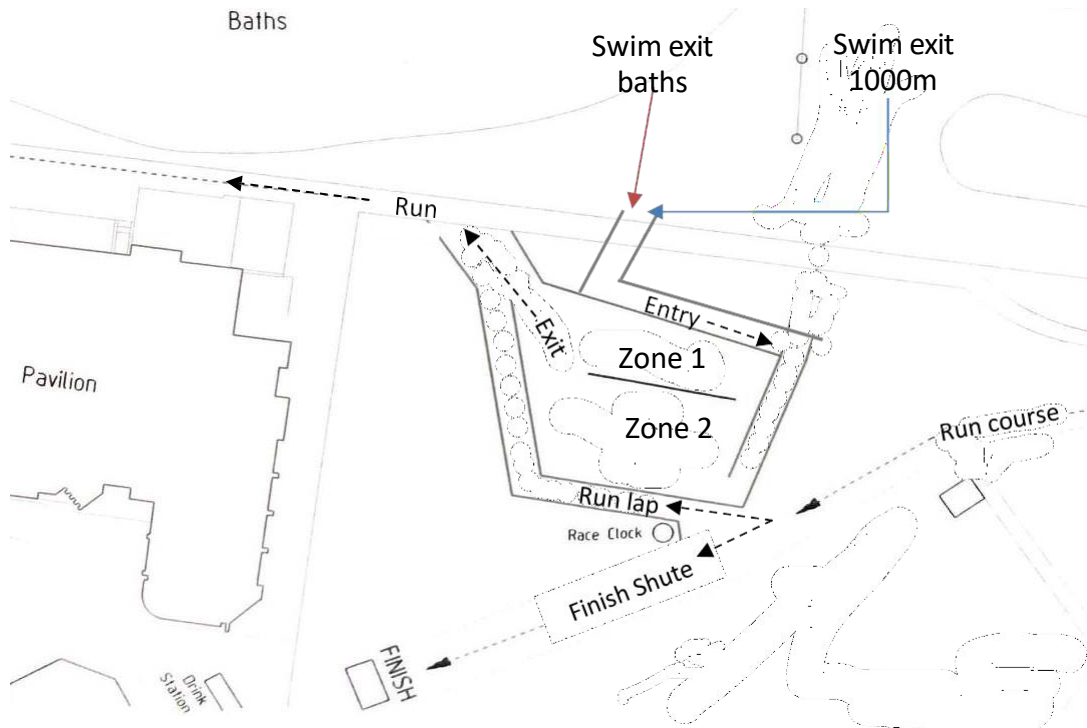 Baths
Swim exit
baths
Swim exit
1000m
Run
Entry
Exit
Zone 1
Pavilion
Zone 2
Run course
Run lap
Race Clock
Finish Shute
FINISH
Drink
Station